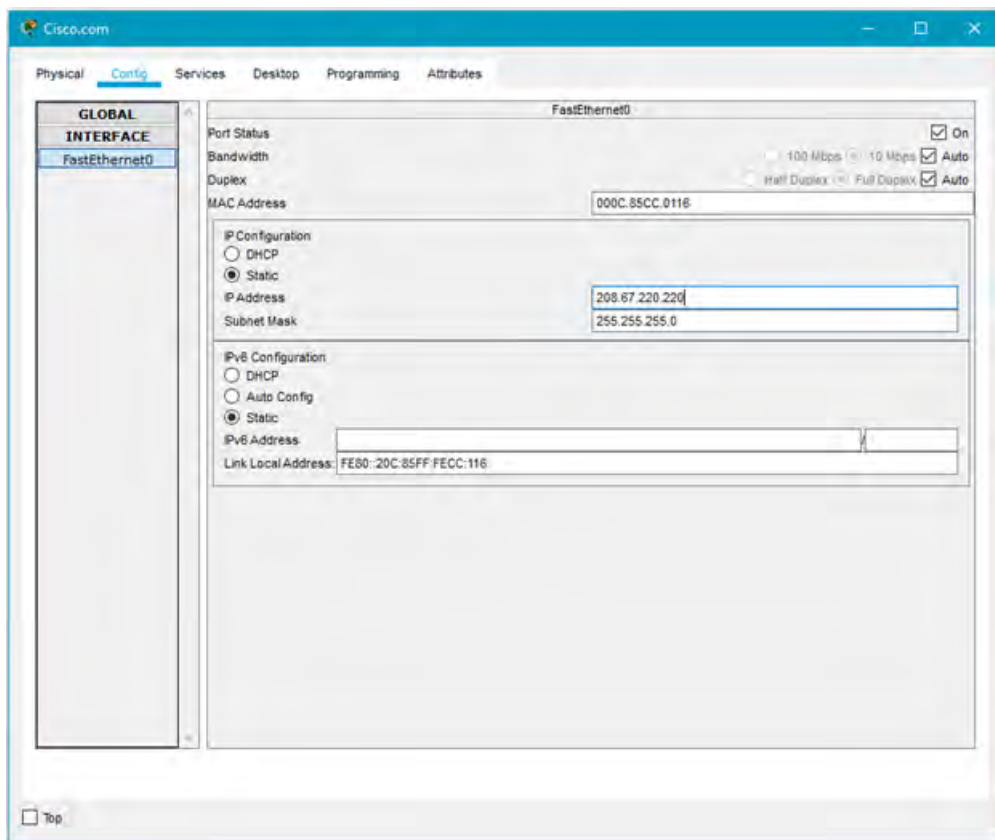 Cisco.com
Physical Config Services Desktop Programming Attributes
GLOBAL
INTERFACE
FastEthernet0
FastEthernet0
Port Status On
Bandwidth 100 Mbps 10 Mbps Auto
Duplex Half Duplex Full Duplex Auto
MAC Address 000C.85CC.0116
IP Configuration
DHCP
Static
IP Address 208.67.220.220
Subnet Mask 255.255.255.0
IPv6 Configuration
DHCP
Auto Config
Static
IPv6 Address /
Link Local Address: FE80::20C:85FF:FECC:116
Top